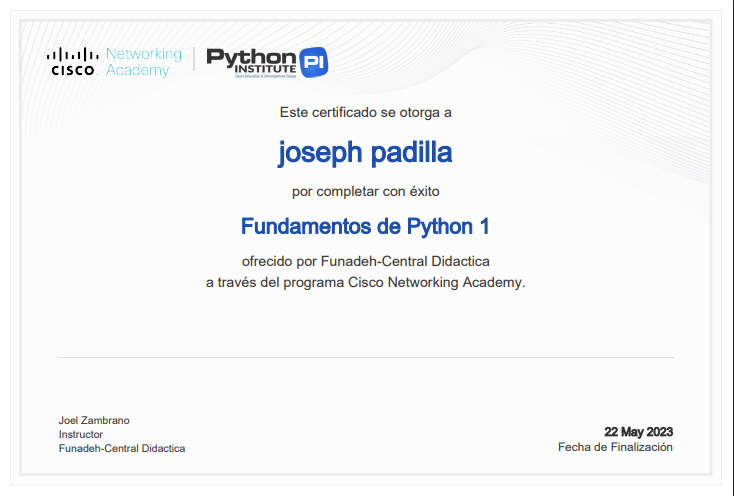 CISCO
Networking
Academy
Python
INSTITUTE
PI
Open Education & Development Group
Este certificado se otorga a
joseph padilla
por completar con éxito
Fundamentos de Python 1
ofrecido por Funadeh-Central Didactica
a través del programa Cisco Networking Academy.
Joel Zambrano
Instructor
Funadeh-Central Didactica
22 May 2023
Fecha de Finalización